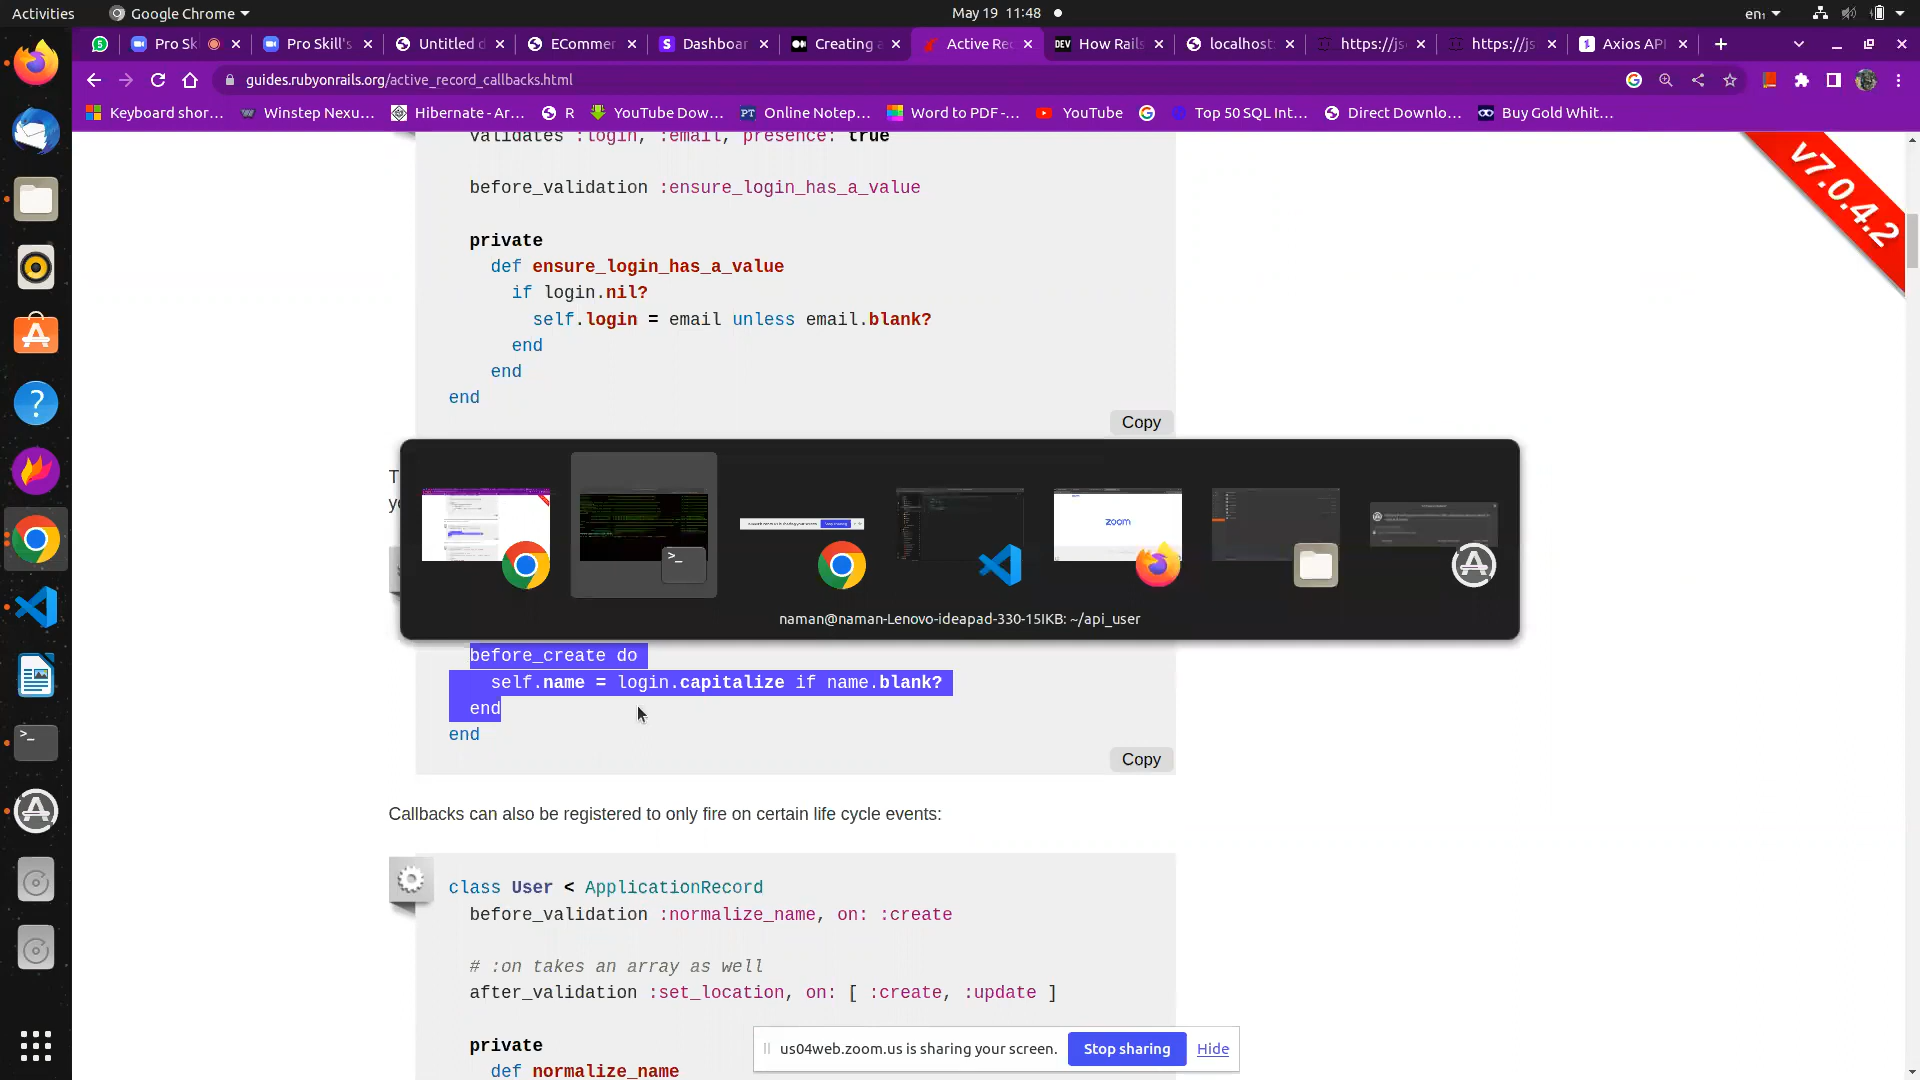 Activities
Google Chrome
May 19 11:48
en₁
Pro Sk
Pro Skill's
Untitled d
ECommer
Dashboar
Creating a
Active Rec
How Rails
localhost:
https://js
https://js
Axios API
guides.rubyonrails.org/active_record_callbacks.html
Keyboard shor...
Winstep Nexu...
Hibernate - Ar...
R
YouTube Dow...
Online Notep...
Word to PDF -...
YouTube
Top 50 SQL Int...
Direct Downlo...
Buy Gold Whit...
v7.0.4.2
validates :login, :email, presence: true
before_validation :ensure_login_has_a_value
private
def ensure_login_has_a_value
if login.nil?
self.login = email unless email.blank?
end
end
end
Copy
zoom
naman@naman-Lenovo-ideapad-330-15IKB: ~/api_user
before_create do
self.name = login.capitalize if name.blank?
end
end
Copy
Callbacks can also be registered to only fire on certain life cycle events:
class User < ApplicationRecord
before_validation :normalize_name, on: :create
# :on takes an array as well
after_validation :set_location, on: [ :create, :update ]
private
def normalize_name
us04web.zoom.us is sharing your screen.
Stop sharing
Hide